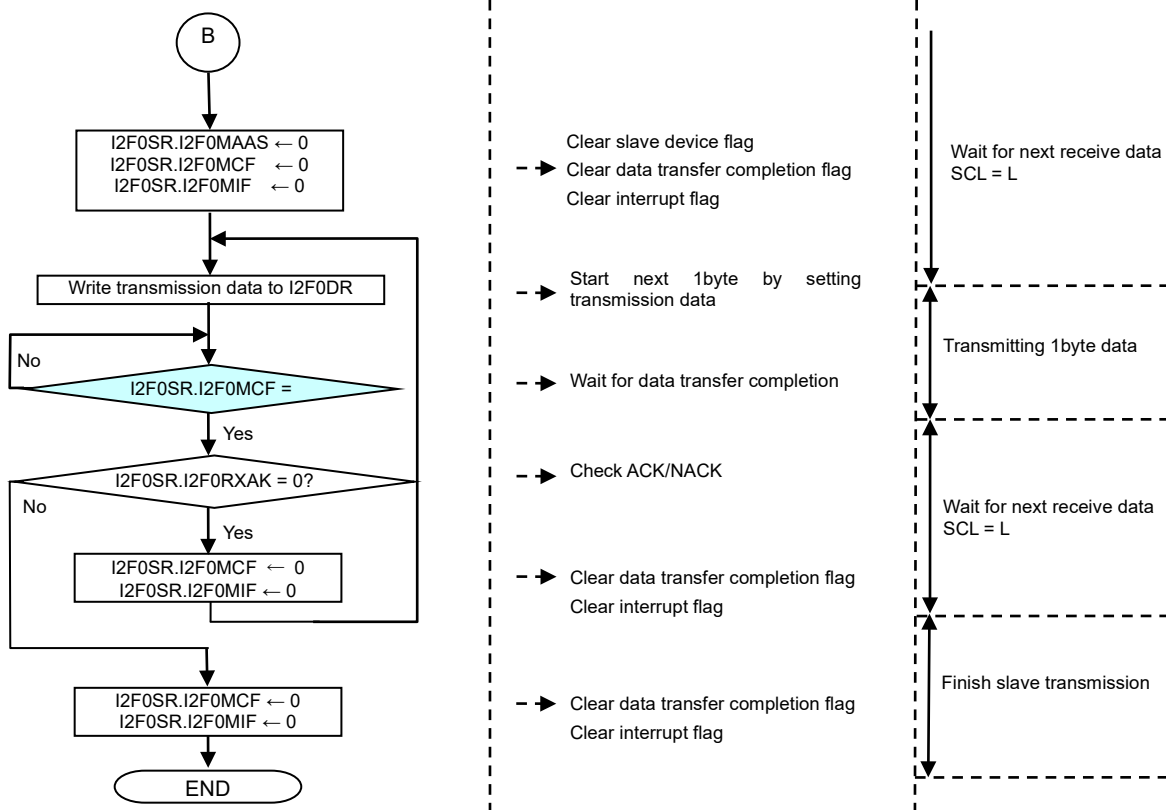 B
I2F0SR.I2F0MAAS ← 0
I2F0SR.I2F0MCF ← 0
I2F0SR.I2F0MIF ← 0
Clear slave device flag
Clear data transfer completion flag
Clear interrupt flag
Wait for next receive data
SCL = L
Write transmission data to I2F0DR
Start next 1byte by setting
transmission data
Transmitting 1byte data
No
I2F0SR.I2F0MCF =
Wait for data transfer completion
Yes
I2F0SR.I2F0RXAK = 0?
Check ACK/NACK
No
Wait for next receive data
SCL = L
Yes
I2F0SR.I2F0MCF ← 0
I2F0SR.I2F0MIF ← 0
Clear data transfer completion flag
Clear interrupt flag
Finish slave transmission
I2F0SR.I2F0MCF ← 0
I2F0SR.I2F0MIF ← 0
Clear data transfer completion flag
Clear interrupt flag
END